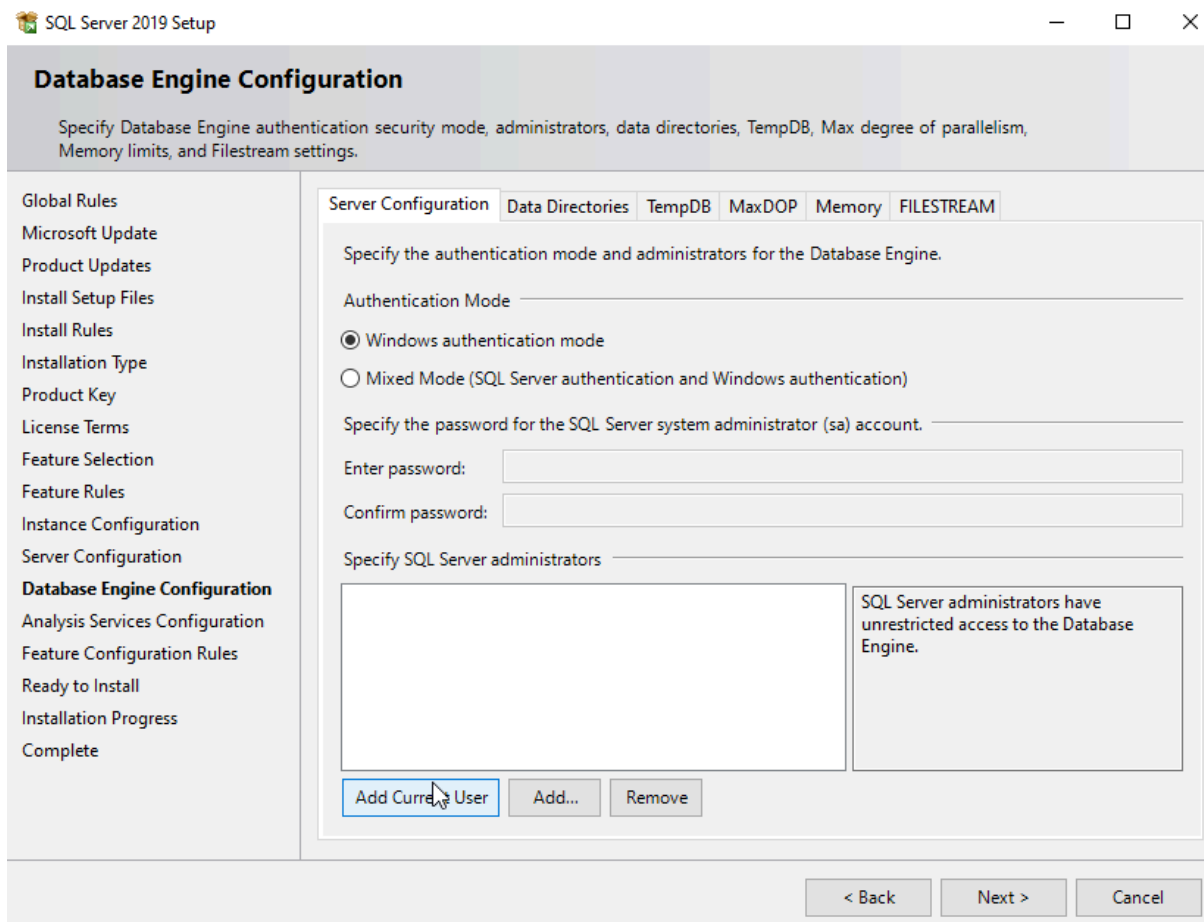 SQL Server 2019 Setup
Database Engine Configuration
Specify Database Engine authentication security mode, administrators, data directories, TempDB, Max degree of parallelism,
Memory limits, and Filestream settings.
Global Rules
Microsoft Update
Product Updates
Install Setup Files
Install Rules
Installation Type
Product Key
License Terms
Feature Selection
Feature Rules
Instance Configuration
Server Configuration
Database Engine Configuration
Analysis Services Configuration
Feature Configuration Rules
Ready to Install
Installation Progress
Complete
Server Configuration Data Directories TempDB MaxDOP Memory FILESTREAM
Specify the authentication mode and administrators for the Database Engine.
Authentication Mode
Windows authentication mode
Mixed Mode (SQL Server authentication and Windows authentication)
Specify the password for the SQL Server system administrator (sa) account.
Enter password:
Confirm password:
Specify SQL Server administrators
SQL Server administrators have
unrestricted access to the Database
Engine.
Add Current User Add... Remove
< Back Next > Cancel